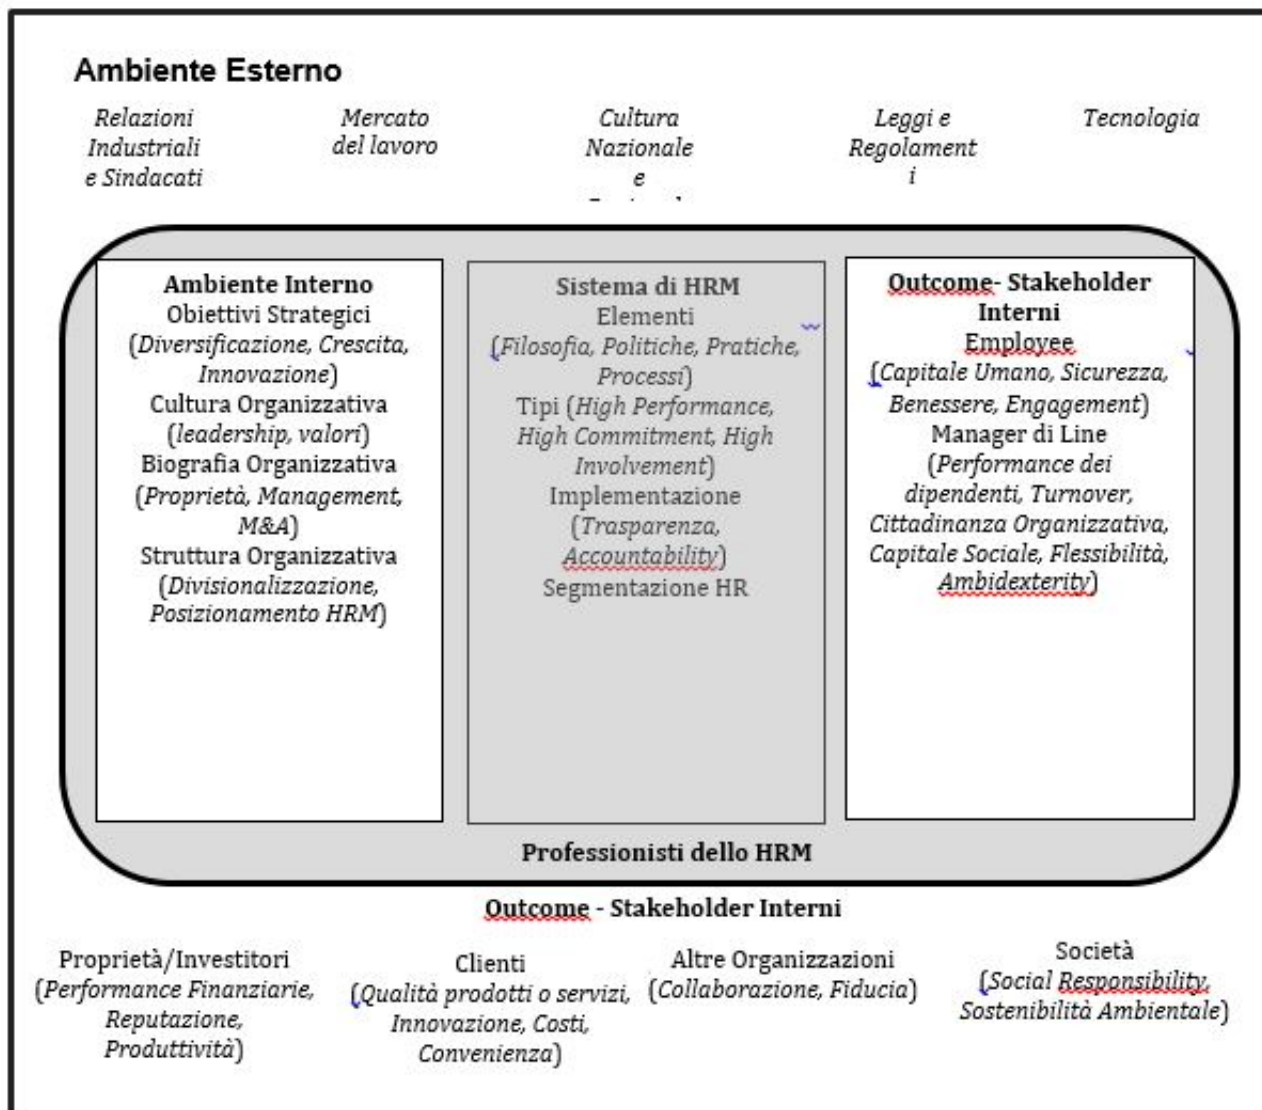 Ambiente Esterno
Relazioni
Industriali
e Sindacati
Mercato
del lavoro
Cultura
Nazionale
e
Leggi e
Regolament
i
Tecnologia
Ambiente Interno
Obiettivi Strategici
(Diversificazione, Crescita,
Innovazione)
Cultura Organizzativa
(leadership, valori)
Biografia Organizzativa
(Proprietà, Management,
M&A)
Struttura Organizzativa
(Divisionalizzazione,
Posizionamento HRM)
Sistema di HRM
Elementi
(Filosofia, Politiche, Pratiche,
Processi)
Tipi (High Performance,
High Commitment, High
Involvement)
Implementazione
(Trasparenza,
Accountability)
Segmentazione HR
Outcome- Stakeholder
Interni
Employee
(Capitale Umano, Sicurezza,
Benessere, Engagement)
Manager di Line
(Performance dei
dipendenti, Turnover,
Cittadinanza Organizzativa,
Capitale Sociale, Flessibilità,
Ambidexterity)
Professionisti dello HRM
Outcome - Stakeholder Interni
Proprietà/Investitori
(Performance Finanziarie,
Reputazione,
Produttività)
Clienti
(Qualità prodotti o servizi,
Innovazione, Costi,
Convenienza)
Altre Organizzazioni
(Collaborazione, Fiducia)
Società
(Social Responsibility,
Sostenibilità Ambientale)